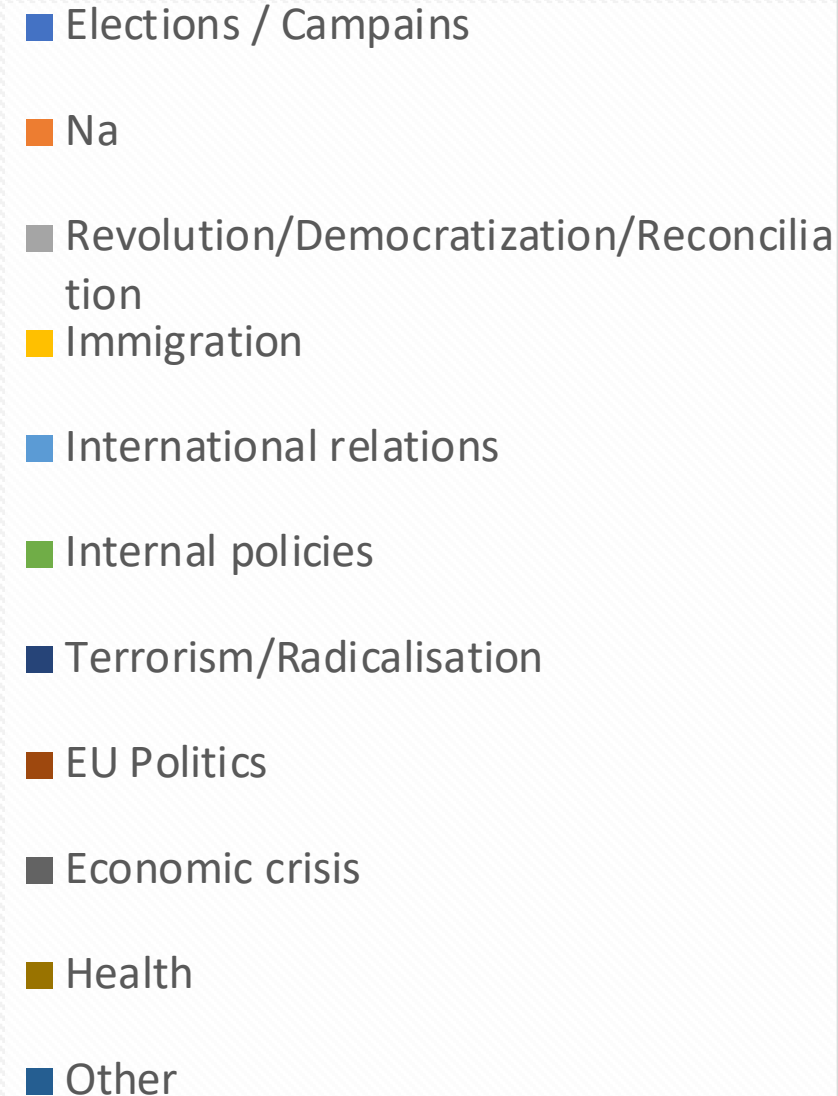 Elections / Campains
Na
Revolution/Democratization/Reconcilia
tion
Immigration
International relations
Internal policies
Terrorism/Radicalisation
EU Politics
Economic crisis
Health
Other